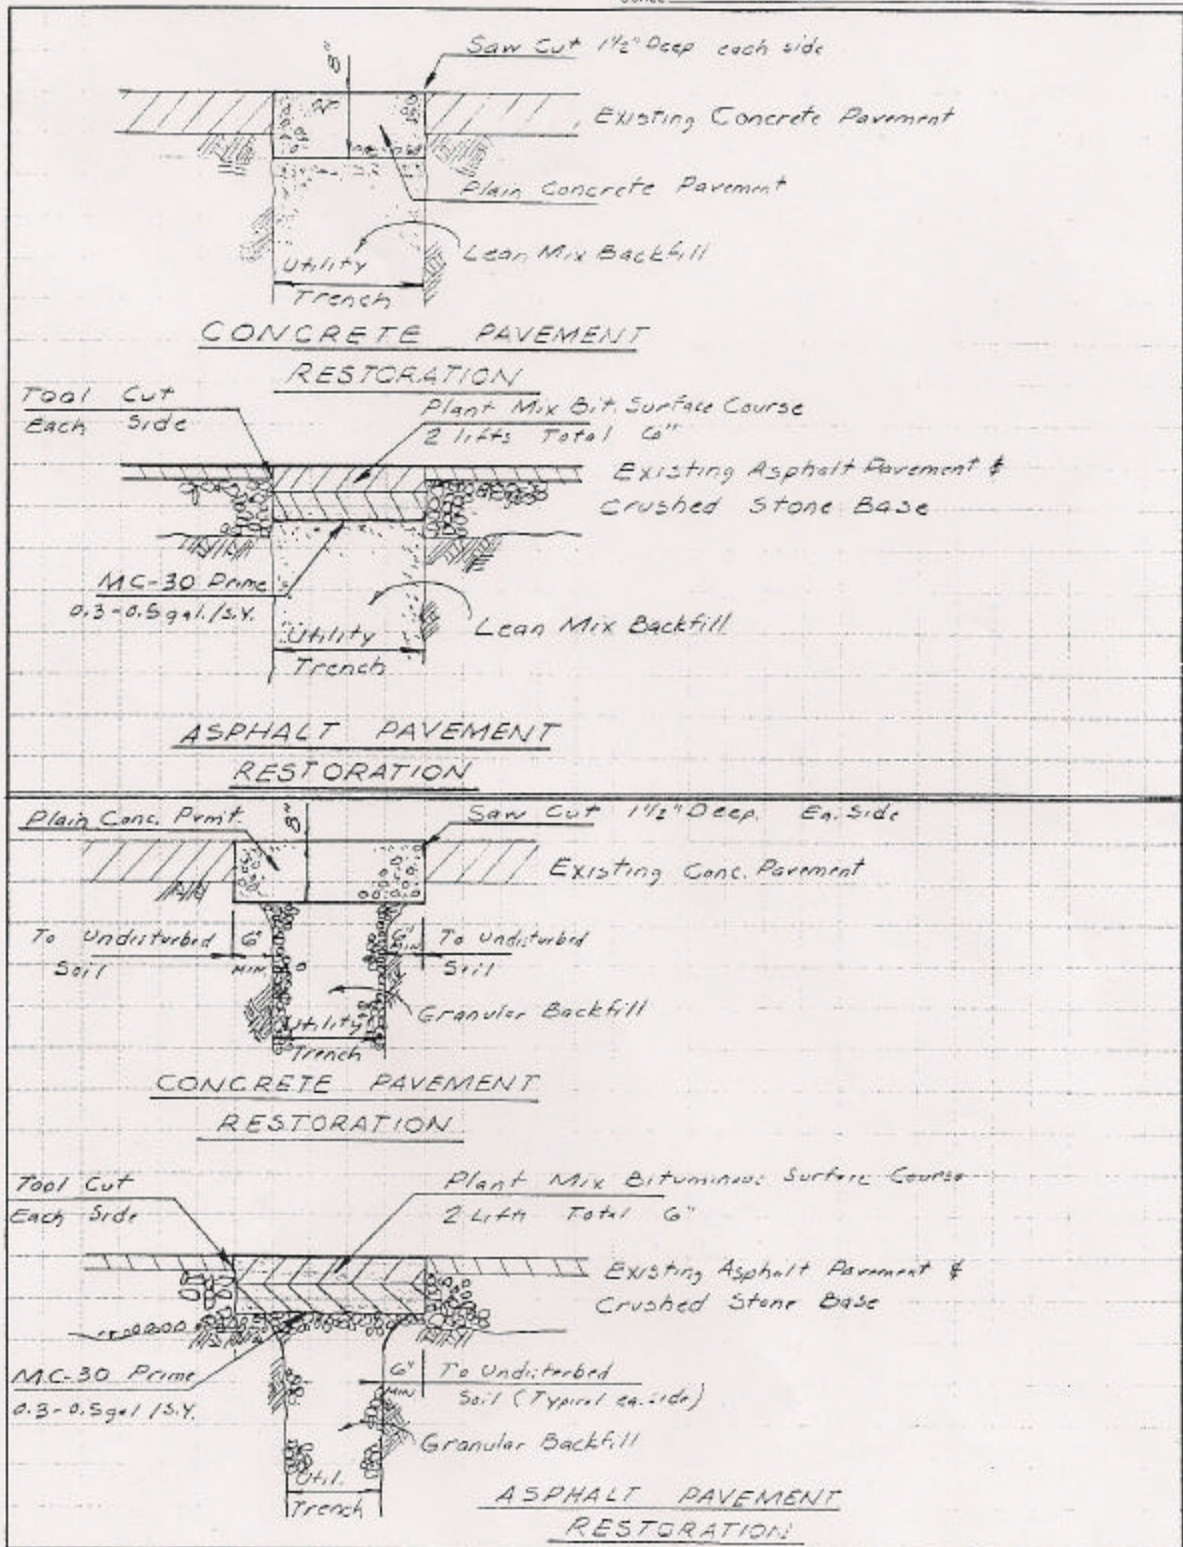 Scale
Saw Cut 1½" Deep each side
8"
Existing Concrete Pavement
Plain Concrete Pavement
Lean Mix Backfill
Utility
Trench
CONCRETE PAVEMENT
RESTORATION
Tool Cut
Each Side
Plant Mix Bit. Surface Course
2 lifts Total 6"
Existing Asphalt Pavement &
Crushed Stone Base
MC-30 Prime
0.3-0.5 gal./S.Y.
Lean Mix Backfill
Utility
Trench
ASPHALT PAVEMENT
RESTORATION
Plain Conc. Pvmt.
8"
Saw Cut 1½" Deep. Ea. Side
Existing Conc. Pavement
To Undisturbed
Soil
6"
MIN.
6"
MIN
To Undisturbed
Soil
Granular Backfill
Utility
Trench
CONCRETE PAVEMENT
RESTORATION
Tool Cut
Each Side
Plant Mix Bituminous Surface Course
2 Lifts Total 6"
Existing Asphalt Pavement &
Crushed Stone Base
MC-30 Prime
0.3-0.5 gal /S.Y.
6"
MIN
To Undisturbed
Soil (Typical ea. side)
Granular Backfill
Util.
Trench
ASPHALT PAVEMENT
RESTORATION